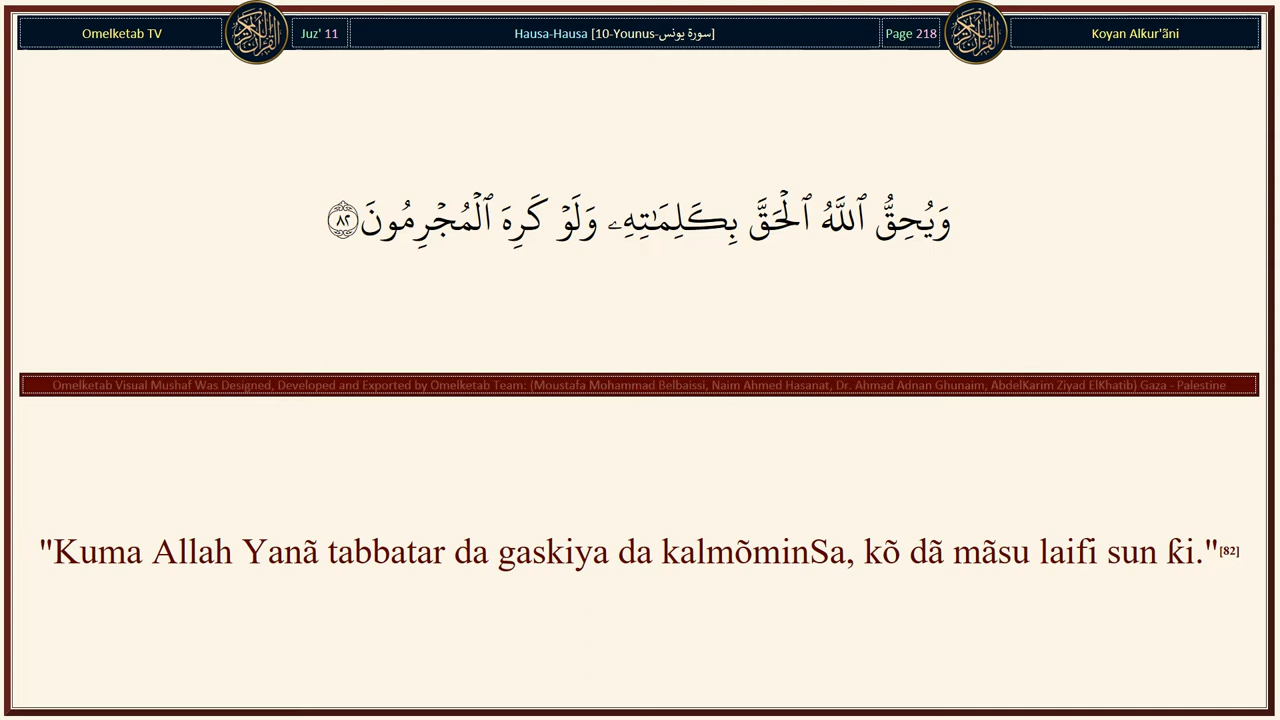 Omelketab TV
Juz' 11
Hausa-Hausa [10-Younus-سورة يونس]
Page 218
Koyan Alƙur'ãni
وَيُحِقُّ ٱللَّهُ ٱلْحَقَّ بِكَلِمَـٰتِهِۦ وَلَوْ كَرِهَ ٱلْمُجْرِمُونَ ٨٢
Omelketab Visual Mushaf Was Designed, Developed and Exported by Omelketab Team: (Moustafa Mohammad Belbaissi, Naim Ahmed Hasanat, Dr. Ahmad Adnan Ghunaim, AbdelKarim Ziyad ElKhatib) Gaza - Palestine
"Kuma Allah Yanã tabbatar da gaskiya da kalmõminSa, kõ dã mãsu laifi sun ƙi."[82]